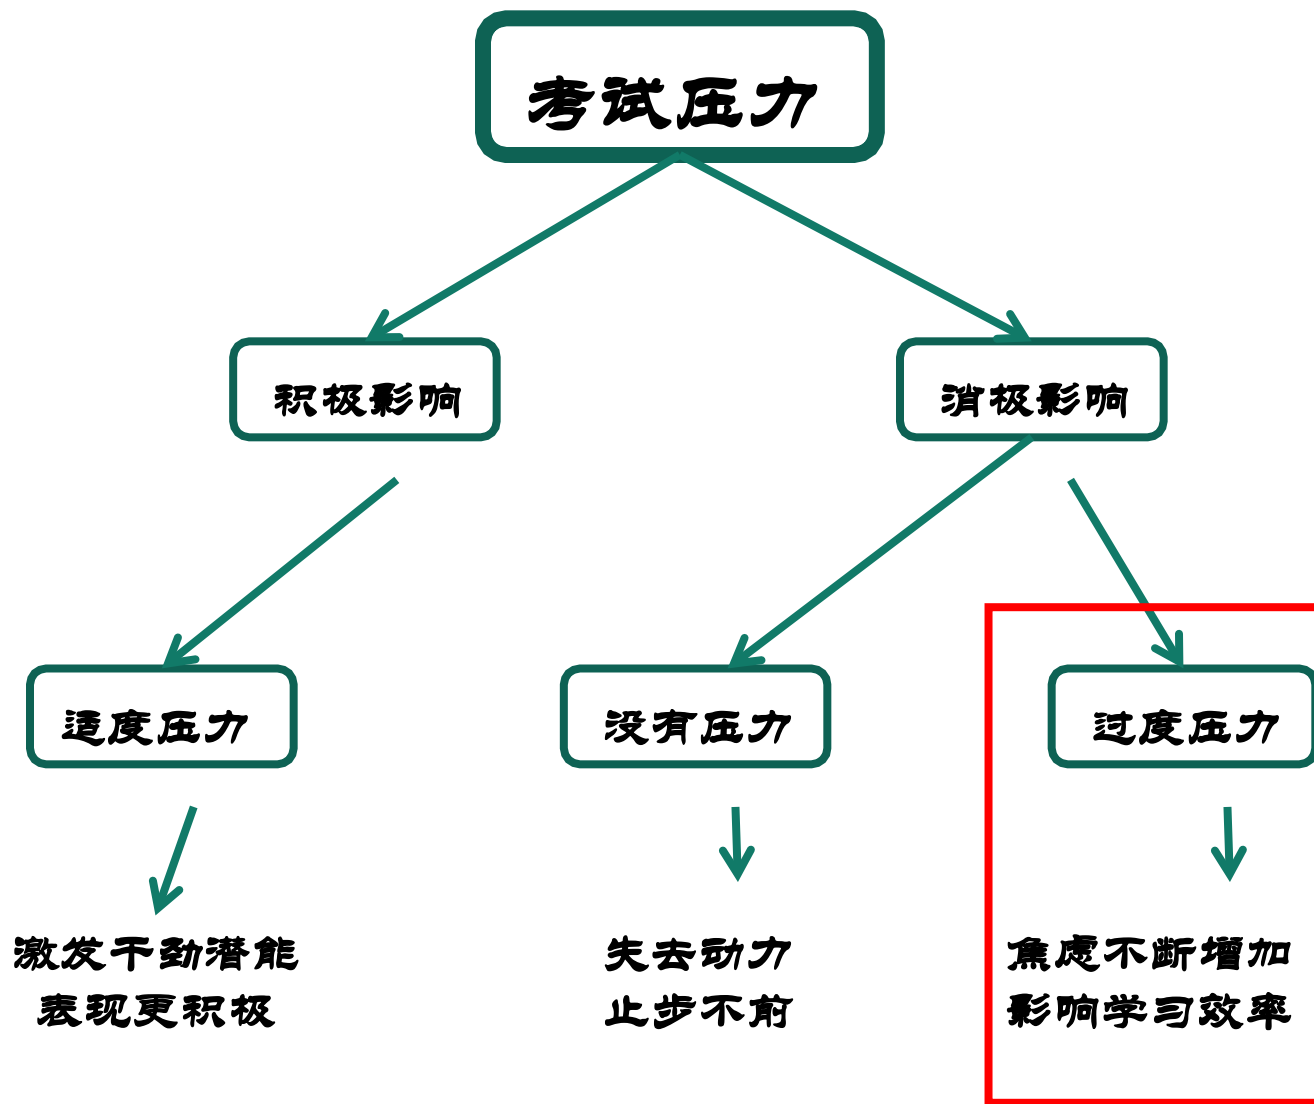 考试压力
积极影响
消极影响
适度压力
没有压力
过度压力
激发干劲潜能
表现更积极
失去动力
止步不前
焦虑不断增加
影响学习效率